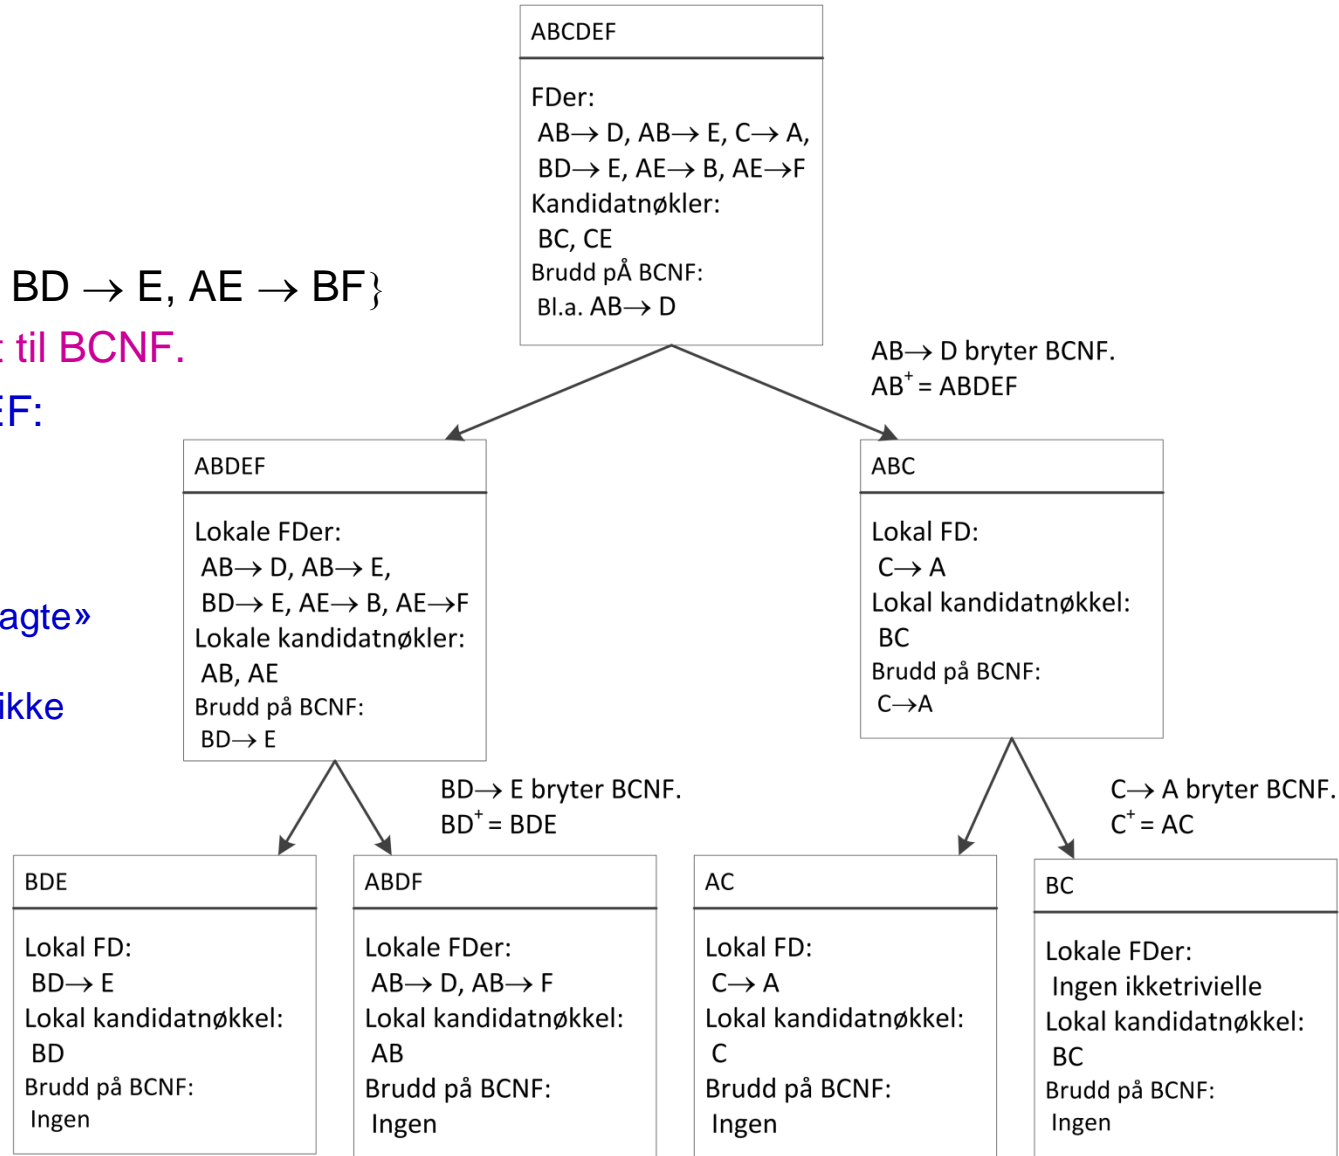 ABCDEF
FDer:
AB→ D, AB→ E, C→ A,
BD→ E, AE→ B, AE→F
Kandidatnøkler:
BC, CE
Brudd pÅ BCNF:
Bl.a. AB→ D
BD → E, AE → BF}
til BCNF.
EF:
agte»
ikke
AB→ D bryter BCNF.
AB⁺ = ABDEF
ABDEF
Lokale FDer:
AB→ D, AB→ E,
BD→ E, AE→ B, AE→F
Lokale kandidatnøkler:
AB, AE
Brudd på BCNF:
BD→ E
ABC
Lokal FD:
C→ A
Lokal kandidatnøkkel:
BC
Brudd på BCNF:
C→A
BD→ E bryter BCNF.
BD⁺ = BDE
C→ A bryter BCNF.
C⁺ = AC
BDE
Lokal FD:
BD→ E
Lokal kandidatnøkkel:
BD
Brudd på BCNF:
Ingen
ABDF
Lokale FDer:
AB→ D, AB→ F
Lokal kandidatnøkkel:
AB
Brudd på BCNF:
Ingen
AC
Lokal FD:
C→ A
Lokal kandidatnøkkel:
C
Brudd på BCNF:
Ingen
BC
Lokale FDer:
Ingen ikketrivielle
Lokal kandidatnøkkel:
BC
Brudd på BCNF:
Ingen